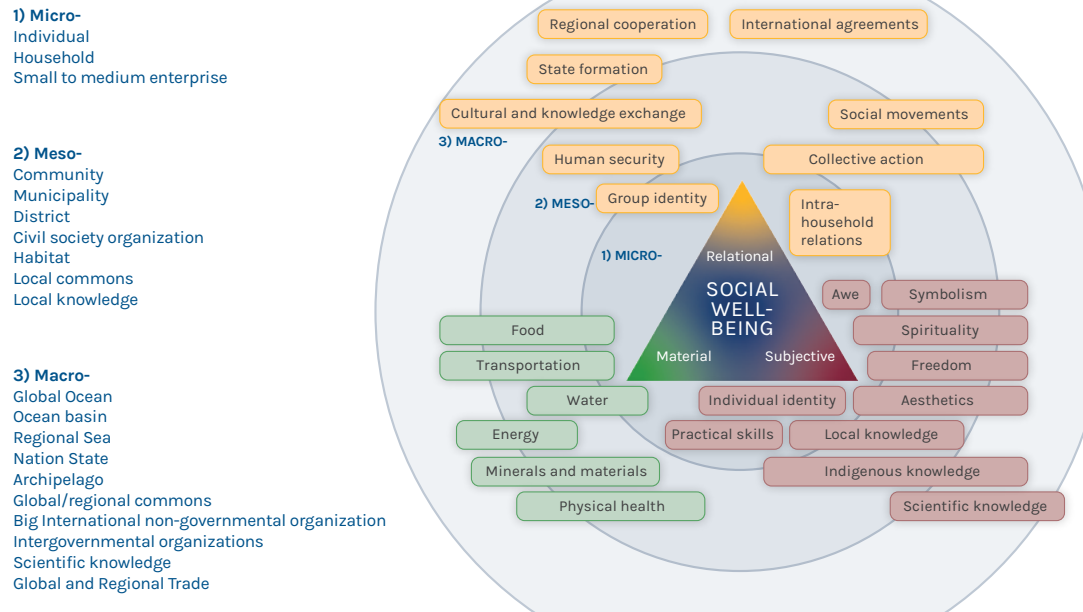 1) Micro-
Individual
Household
Small to medium enterprise
2) Meso-
Community
Municipality
District
Civil society organization
Habitat
Local commons
Local knowledge
3) Macro-
Global Ocean
Ocean basin
Regional Sea
Nation State
Archipelago
Global/regional commons
Big International non-governmental organization
Intergovernmental organizations
Scientific knowledge
Global and Regional Trade
Regional cooperation
International agreements
State formation
Cultural and knowledge exchange
Social movements
3) MACRO-
Human security
Collective action
2) MESO-
Group identity
Intra-
household
relations
1) MICRO-
Relational
SOCIAL
WELL-
BEING
Material
Subjective
Awe
Symbolism
Food
Spirituality
Transportation
Freedom
Water
Individual identity
Aesthetics
Energy
Practical skills
Local knowledge
Minerals and materials
Indigenous knowledge
Physical health
Scientific knowledge